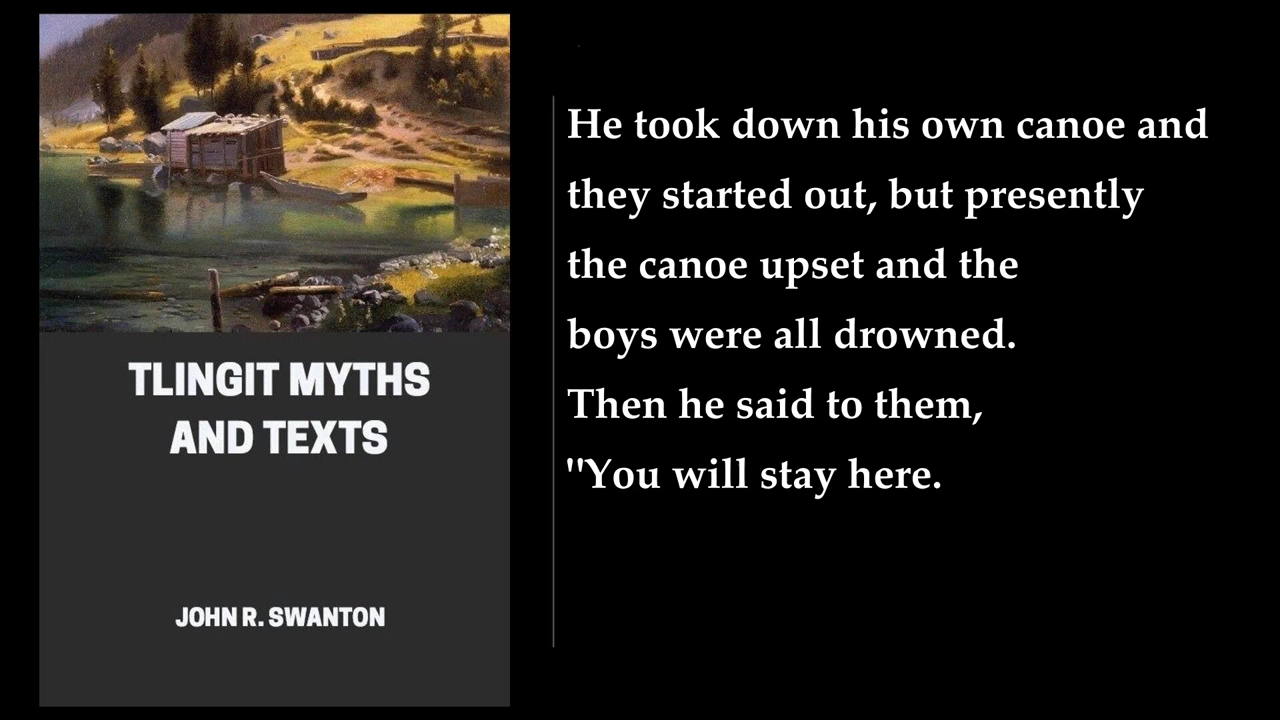 TLINGIT MYTHS
AND TEXTS
JOHN R. SWANTON
He took down his own canoe and
they started out, but presently
the canoe upset and the
boys were all drowned.
Then he said to them,
"You will stay here.